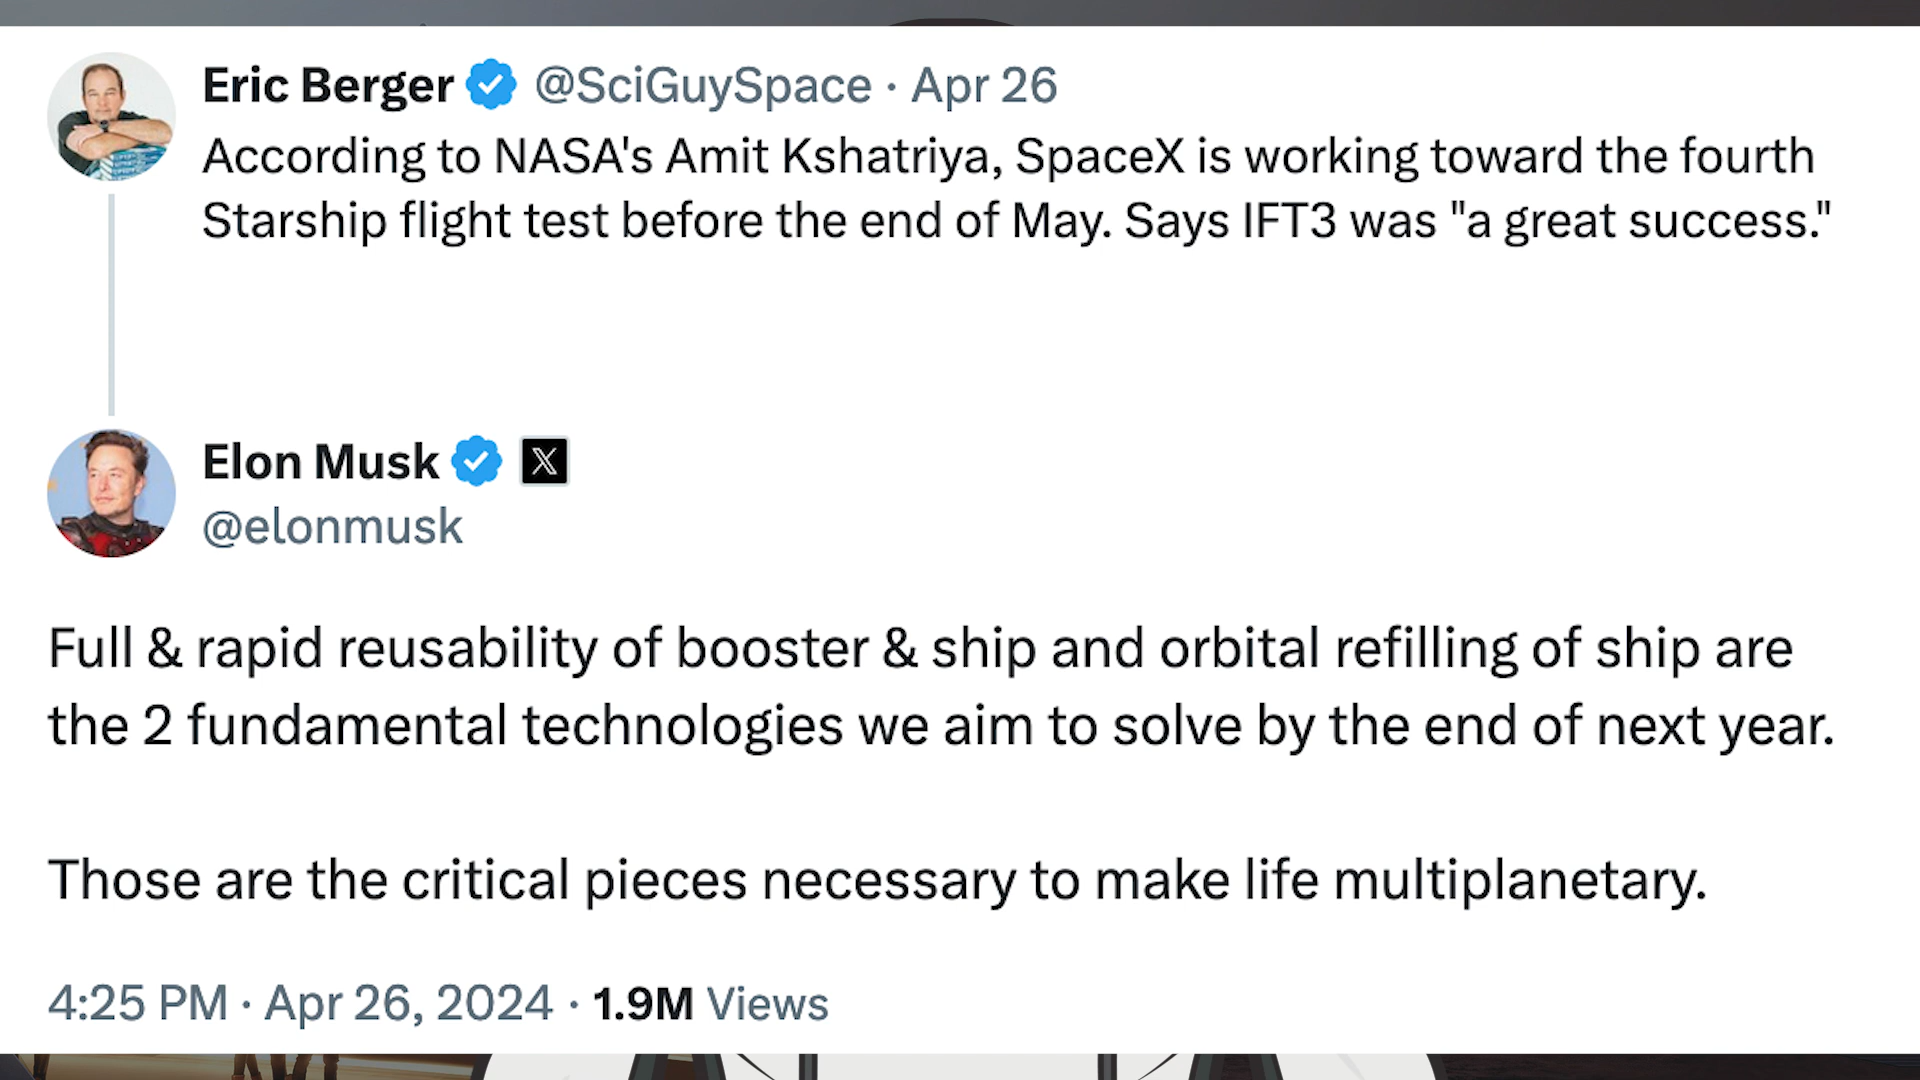 Eric Berger @SciGuySpace · Apr 26
According to NASA's Amit Kshatriya, SpaceX is working toward the fourth
Starship flight test before the end of May. Says IFT3 was "a great success."
Elon Musk X
@elonmusk
Full & rapid reusability of booster & ship and orbital refilling of ship are
the 2 fundamental technologies we aim to solve by the end of next year.
Those are the critical pieces necessary to make life multiplanetary.
4:25 PM · Apr 26, 2024 · 1.9M Views